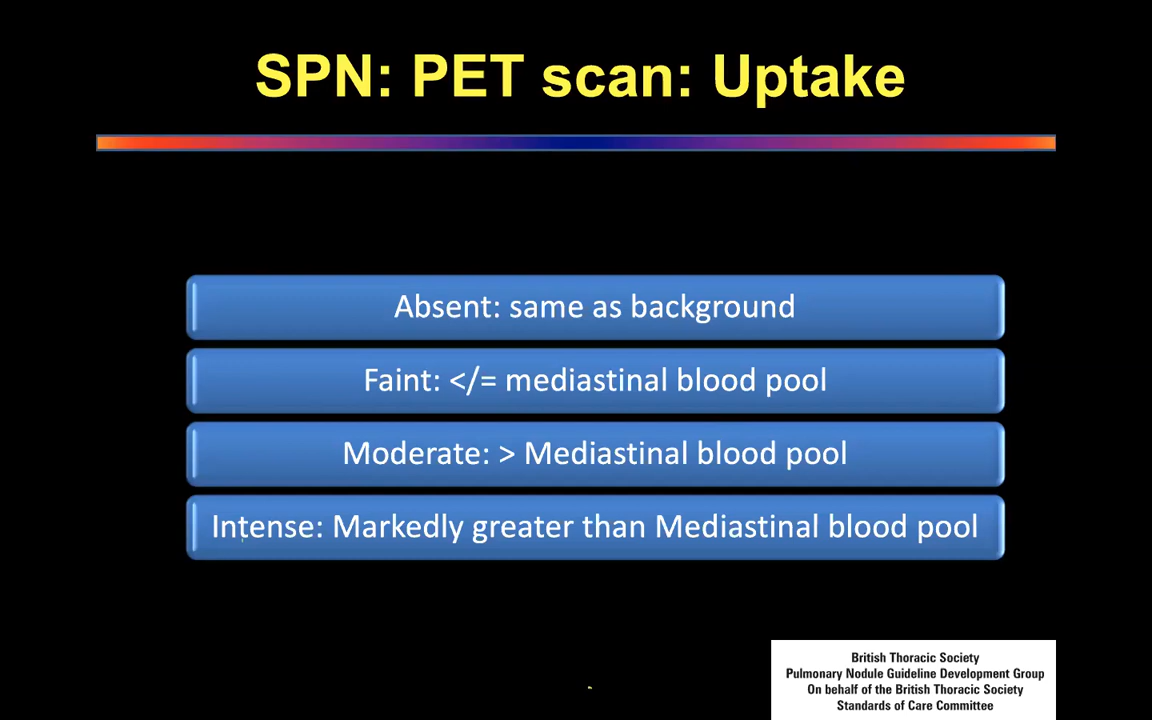 SPN: PET scan: Uptake
Absent: same as background
Faint: </= mediastinal blood pool
Moderate: > Mediastinal blood pool
Intense: Markedly greater than Mediastinal blood pool
British Thoracic Society
Pulmonary Nodule Guideline Development Group
On behalf of the British Thoracic Society
Standards of Care Committee